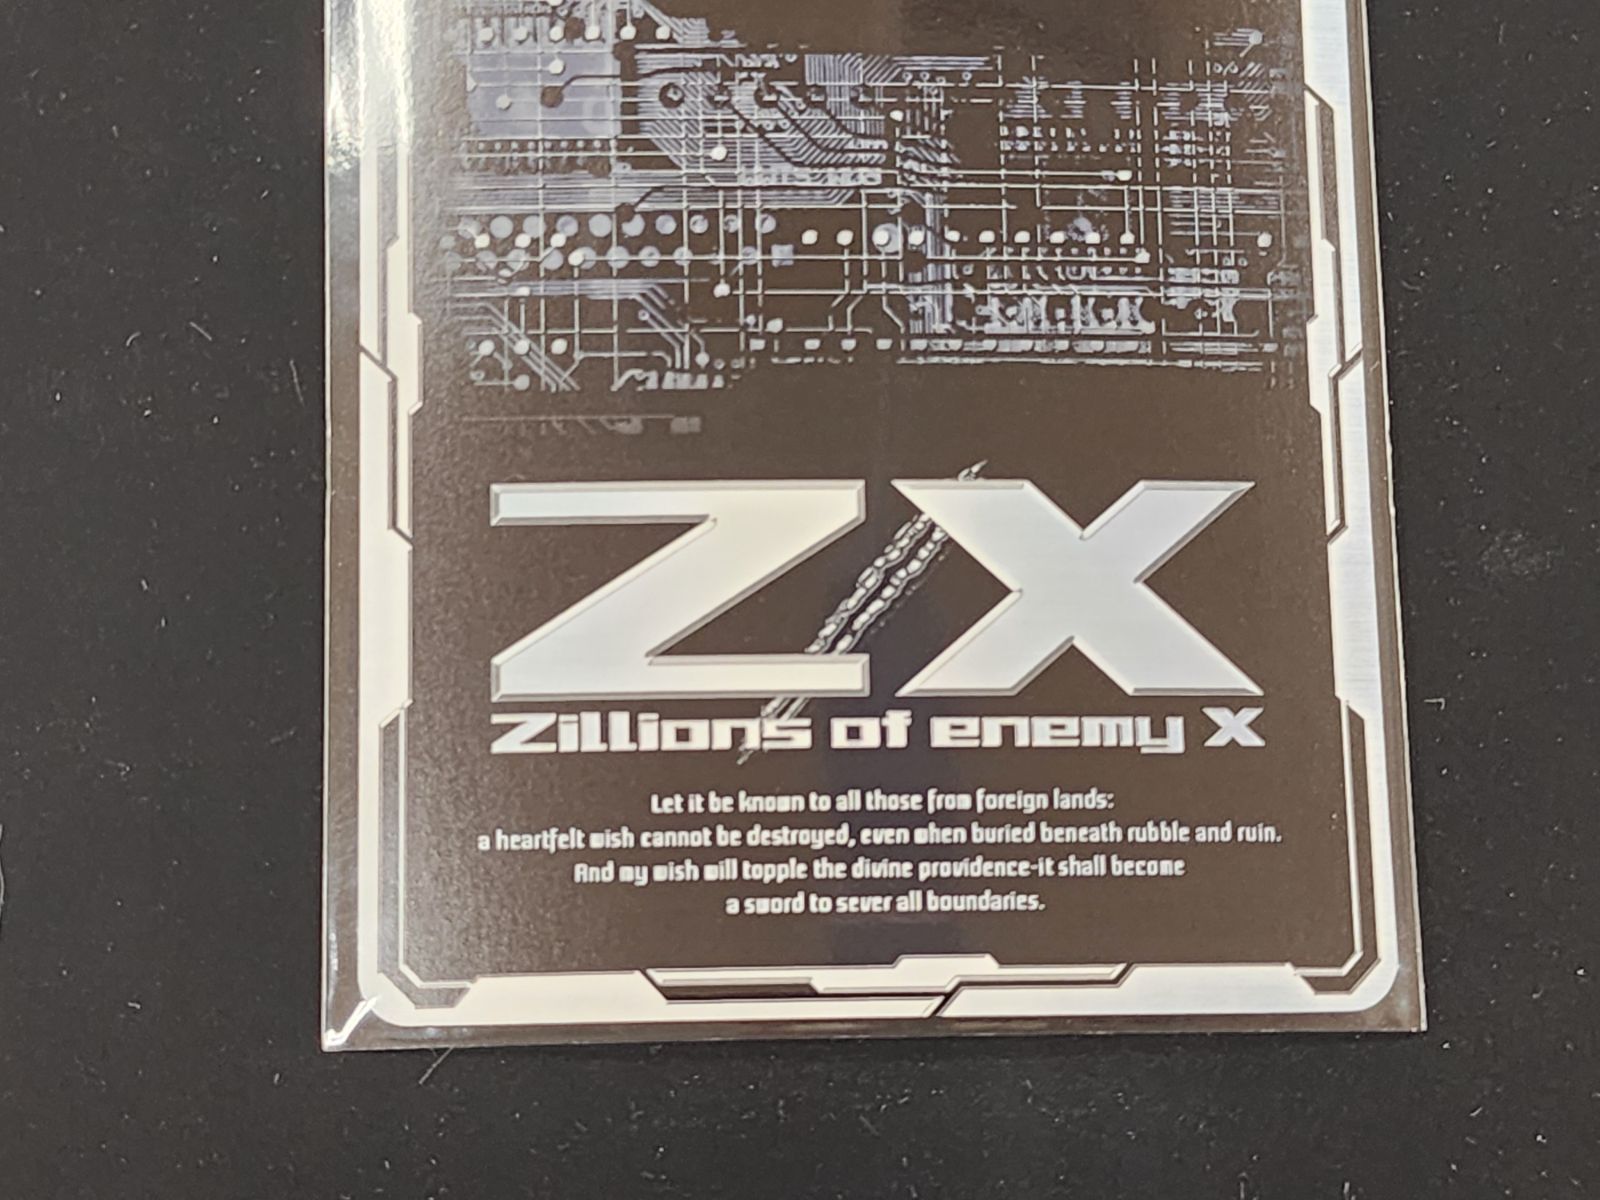 ZX
Zillions of enemy X
Let it be known to all those from foreign lands:
a heartfelt wish cannot be destroyed, even when buried beneath rubble and ruin.
And my wish will topple the divine providence-it shall become
a sword to sever all boundaries.